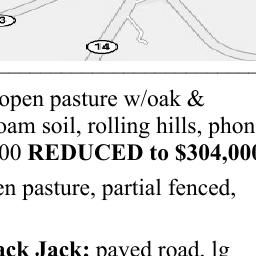 3
14
open pasture w/oak &
oam soil, rolling hills, phon
00 REDUCED to $304,000
en pasture, partial fenced,
ack Jack: paved road, lg